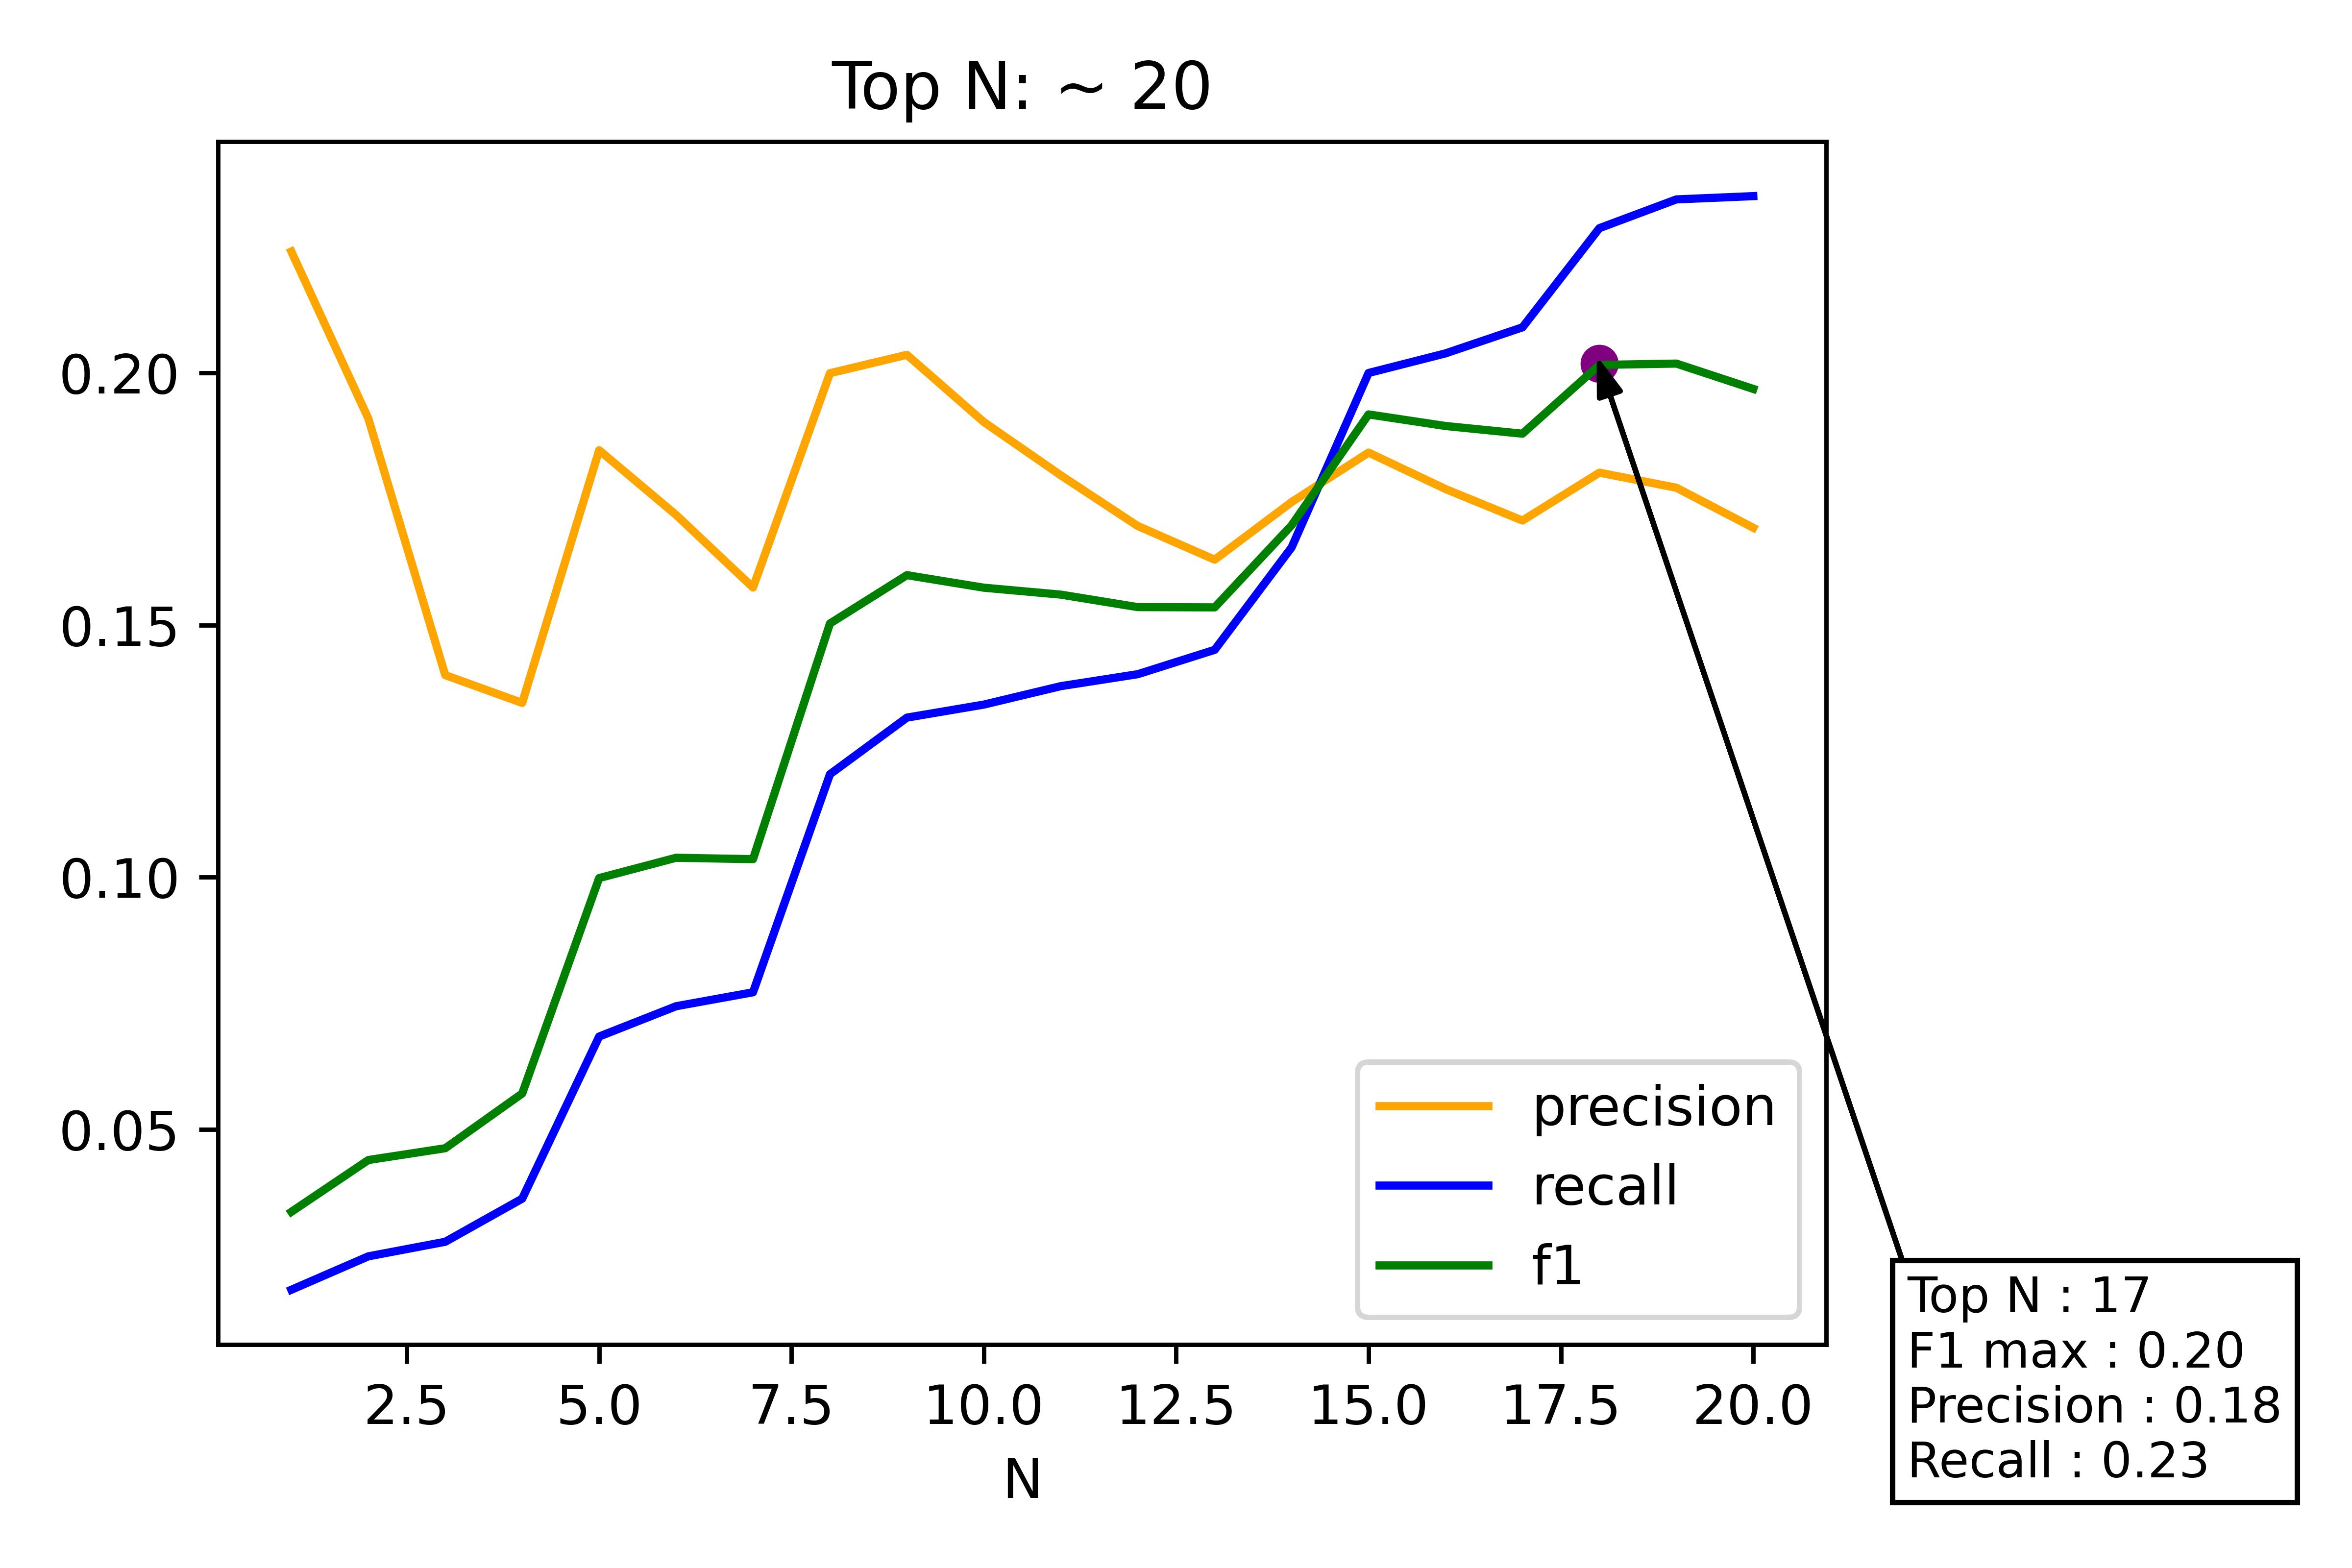 Top N: ~ 20
0.20
0.15
0.10
0.05
precision
recall
f1
2.5 5.0 7.5 10.0 12.5 15.0 17.5 20.0
N
Top N : 17
F1 max : 0.20
Precision : 0.18
Recall : 0.23